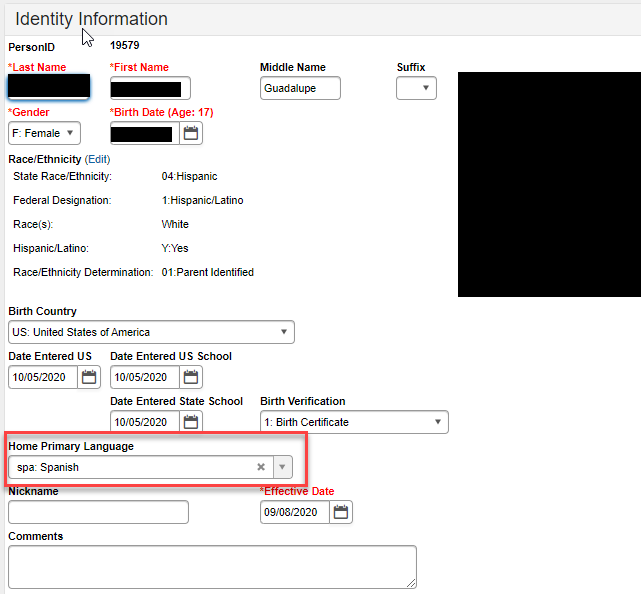 Identity Information
PersonID 19579
*Last Name *First Name Middle Name Suffix
Guadalupe
*Gender *Birth Date (Age: 17)
F: Female
Race/Ethnicity (Edit)
State Race/Ethnicity: 04:Hispanic
Federal Designation: 1:Hispanic/Latino
Race(s): White
Hispanic/Latino: Y:Yes
Race/Ethnicity Determination: 01:Parent Identified
Birth Country
US: United States of America
Date Entered US Date Entered US School
10/05/2020 10/05/2020
Date Entered State School Birth Verification
10/05/2020 1: Birth Certificate
Home Primary Language
spa: Spanish
Nickname *Effective Date
09/08/2020
Comments